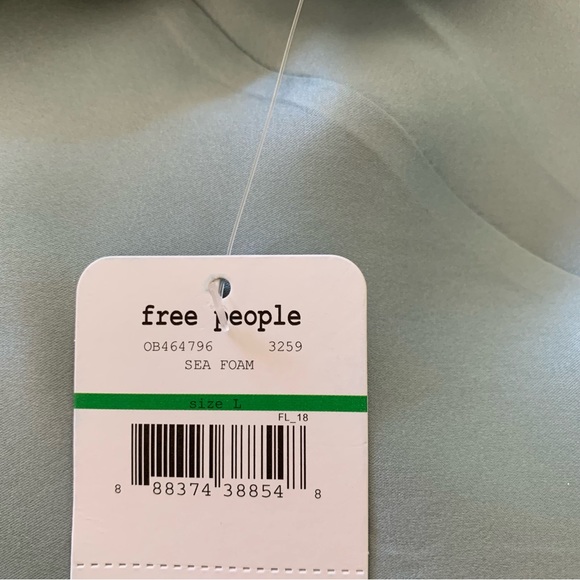 free people
OB464796 3259
SEA FOAM
size L
FL_18
8 88374 38854 8